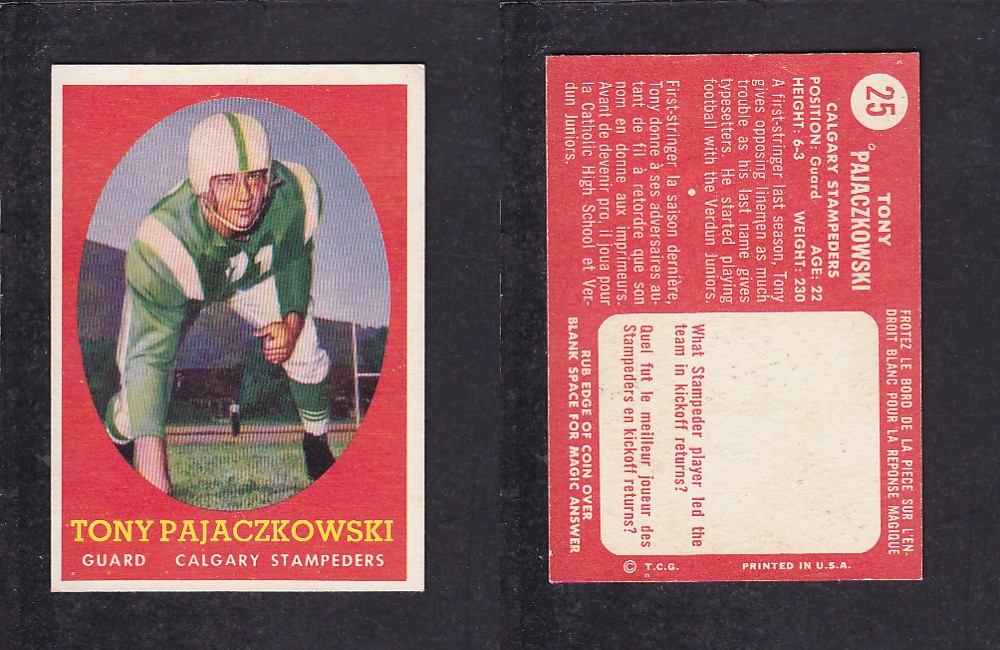 TONY PAJACZKOWSKI
GUARD CALGARY STAMPEDERS
25
TONY
PAJACZKOWSKI
CALGARY STAMPEDERS
POSITION: Guard AGE: 22
HEIGHT: 6-3 WEIGHT: 230
A first-stringer last season, Tony
gives opposing linemen as much
trouble as his last name gives
typesetters. He started playing
football with the Verdun Juniors.
First-stringer la saison dernière,
Tony donne à ses adversaires au-
tant de fil à retordre que son
nom en donne aux imprimeurs.
Avant de devenir pro, il joua pour
la Catholic High School et Ver-
dun Juniors.
FROTEZ LE BORD DE LA PIECE SUR L'EN-
DROIT BLANC POUR LA REPONSE MAGIQUE
What Stampeder player led the
team in kickoff returns?
Quel fut le meilleur joueur des
Stampeders en kickoff returns?
RUB EDGE OF COIN OVER
BLANK SPACE FOR MAGIC ANSWER
© T.C.G. PRINTED IN U.S.A.